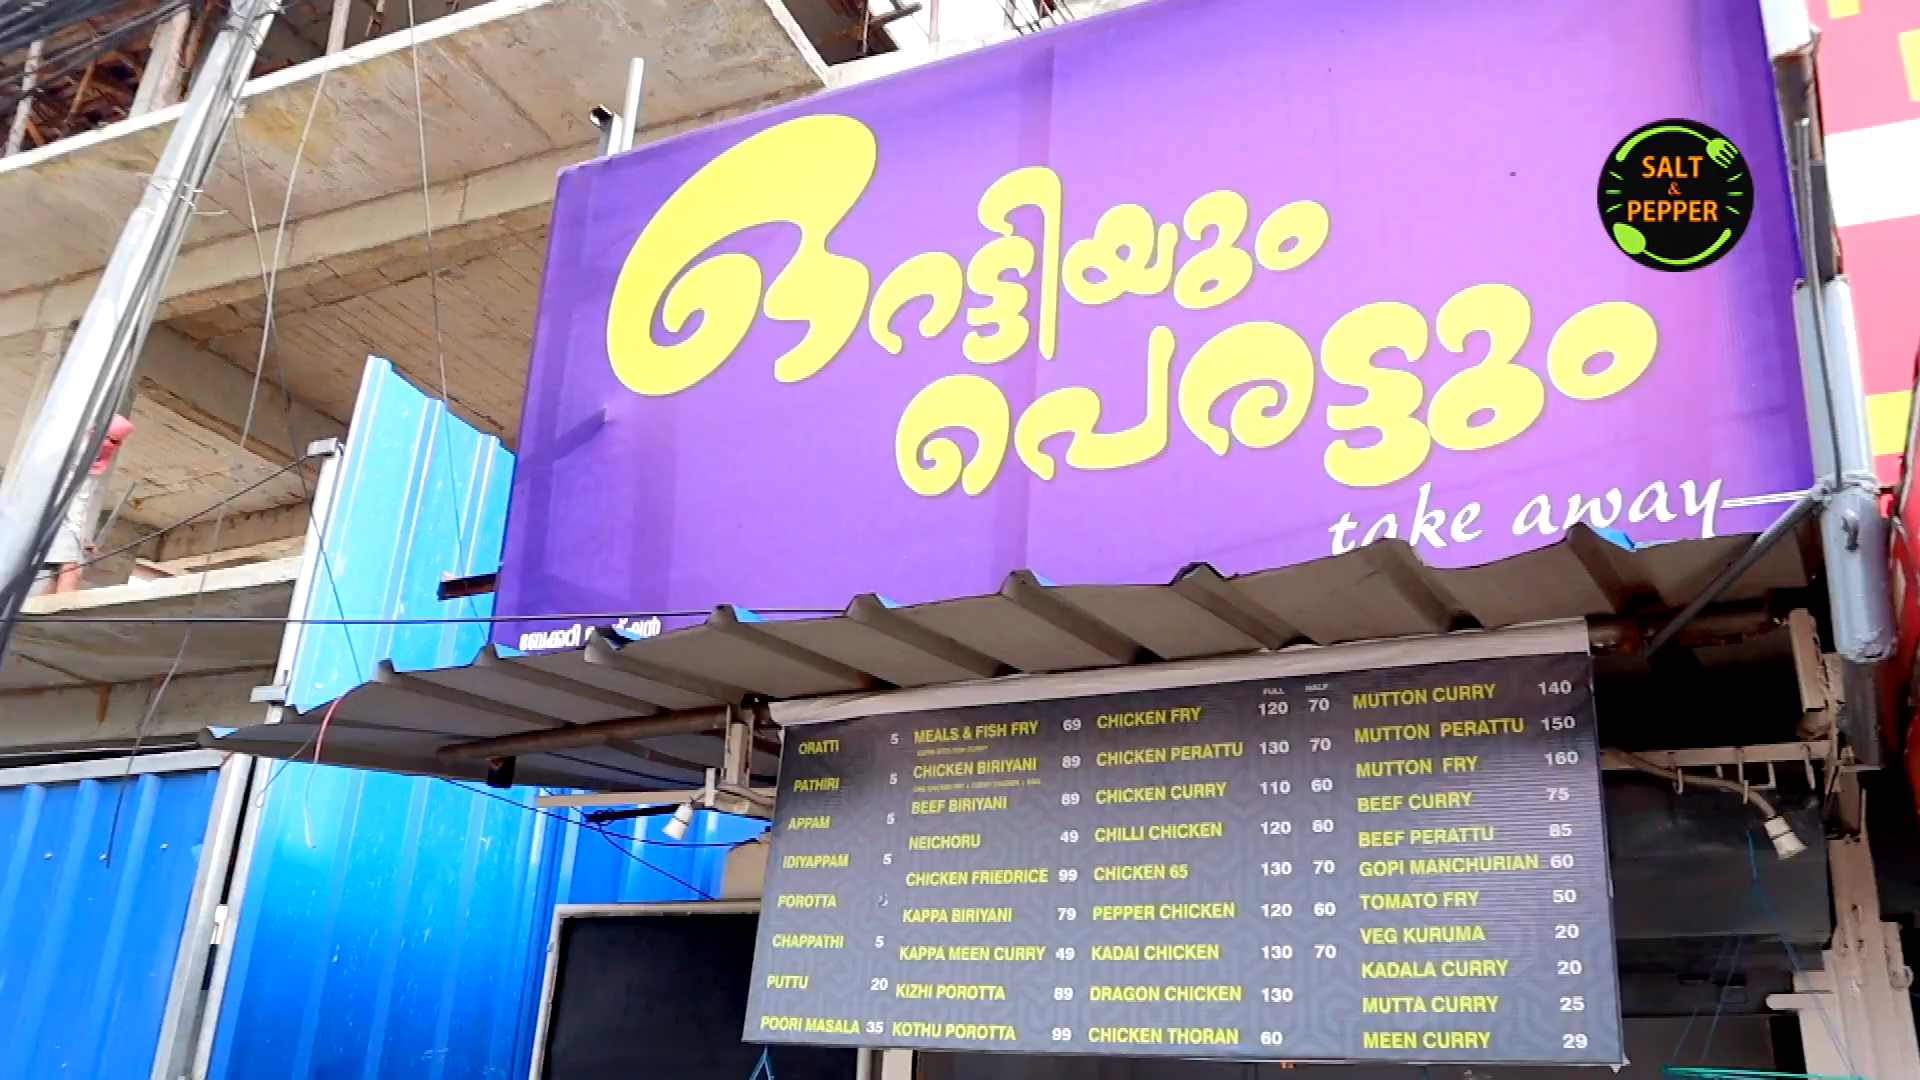 ഒറട്ടിയും
പെരട്ടും
take away
SALT
&
PEPPER
ബേക്കറി
ORATTI 5
PATHIRI 5
APPAM 5
IDIYAPPAM 5
POROTTA
CHAPPATHI 5
PUTTU 20
POORI MASALA 35
MEALS & FISH FRY 69
CHICKEN BIRIYANI 89
BEEF BIRIYANI 89
NEICHORU 49
CHICKEN FRIEDRICE 99
KAPPA BIRIYANI 79
KAPPA MEEN CURRY 49
KIZHI POROTTA 89
KOTHU POROTTA 99
FULL HALF
CHICKEN FRY 120 70
CHICKEN PERATTU 130 70
CHICKEN CURRY 110 60
CHILLI CHICKEN 120 60
CHICKEN 65 130 70
PEPPER CHICKEN 120 60
KADAI CHICKEN 130 70
DRAGON CHICKEN 130
CHICKEN THORAN 60
MUTTON CURRY 140
MUTTON PERATTU 150
MUTTON FRY 160
BEEF CURRY 75
BEEF PERATTU 85
GOPI MANCHURIAN 60
TOMATO FRY 50
VEG KURUMA 20
KADALA CURRY 20
MUTTA CURRY 25
MEEN CURRY 29